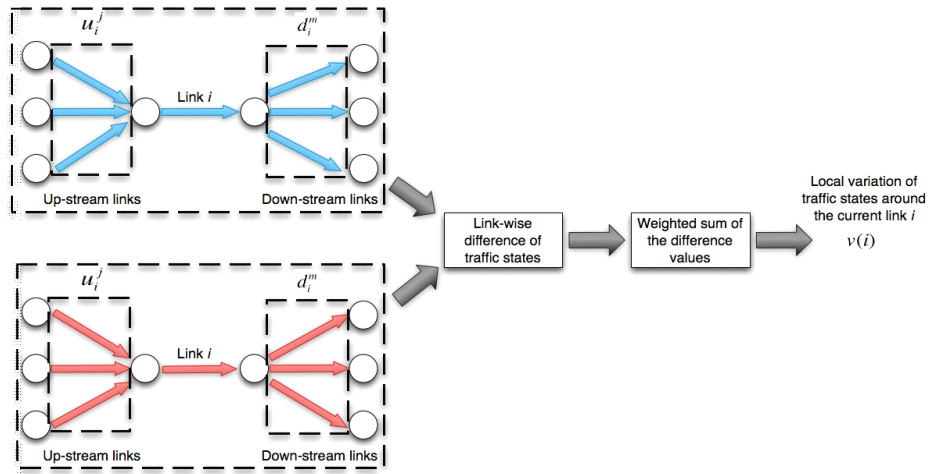 u_i^j
d_i^m
Link i
Up-stream links
Down-stream links
Link-wise
difference of
traffic states
Weighted sum of
the difference
values
Local variation of
traffic states around
the current link i
v(i)
u_i^j
d_i^m
Link i
Up-stream links
Down-stream links